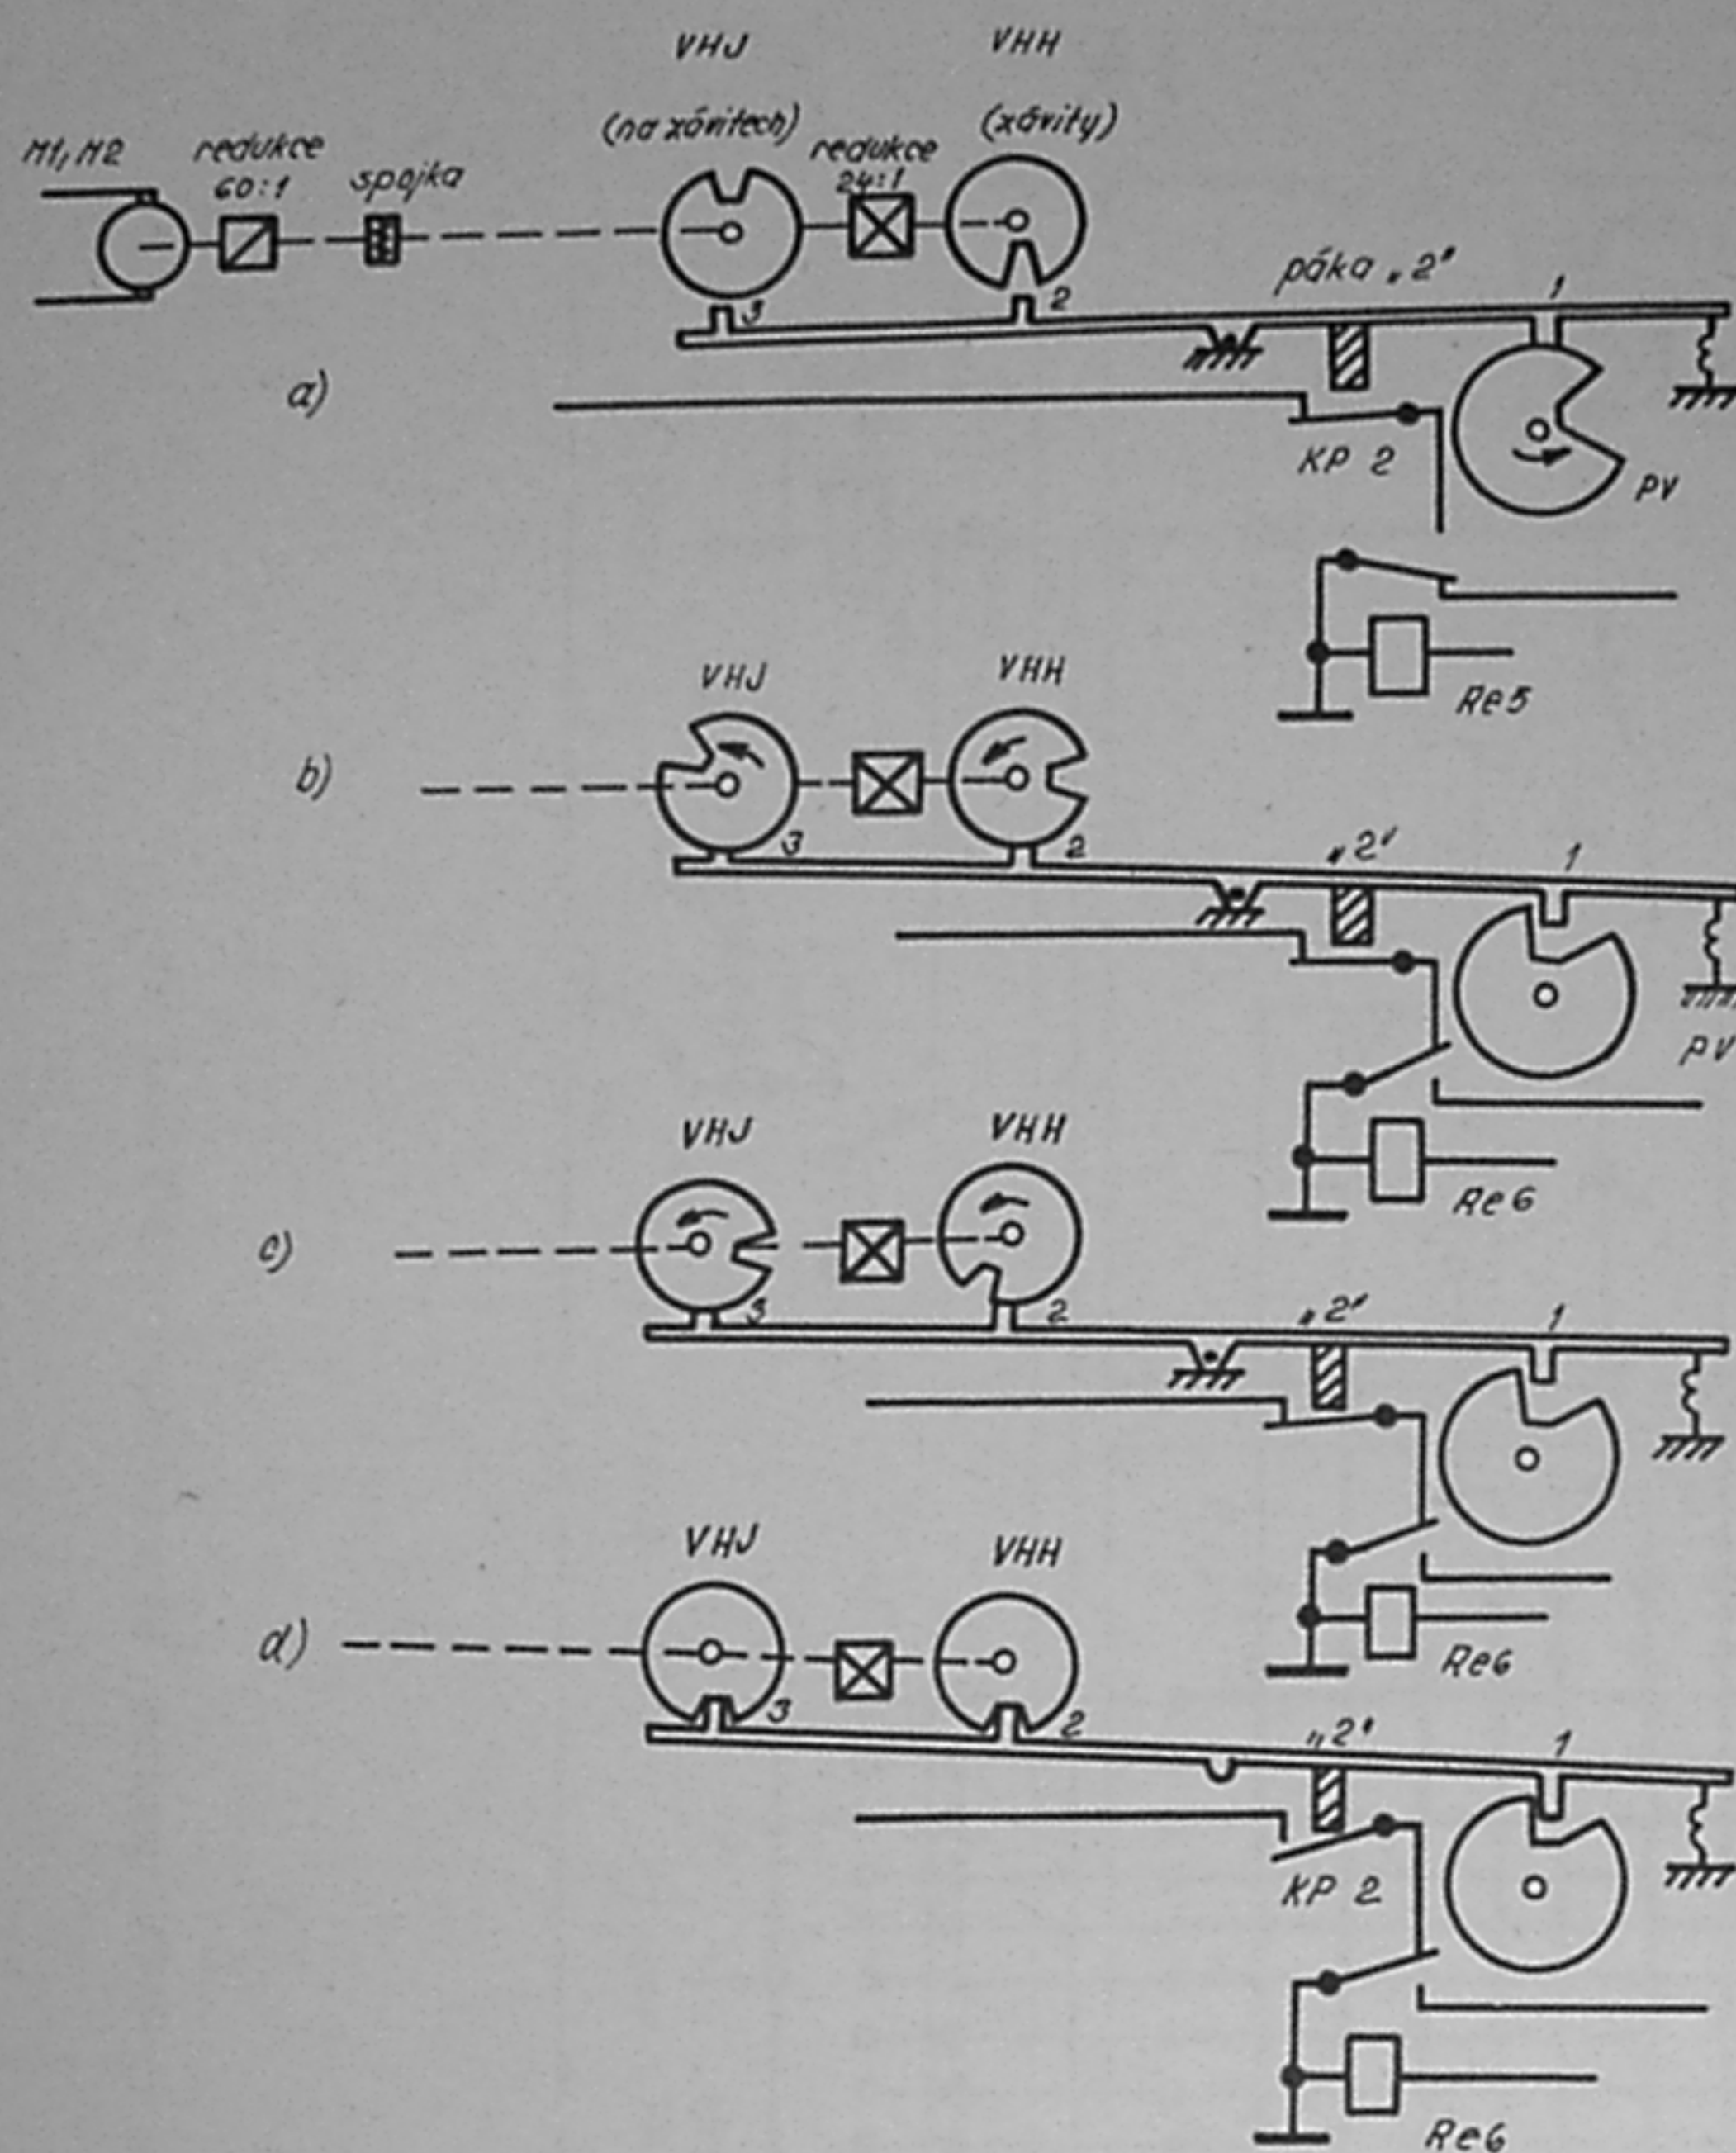 VHJ VHH
(na závitech) (závity)
M1, M2 redukce 60:1 spojka redukce 24:1
3 2 páka „2" 1
a)
KP 2
PV
Re5
VHJ VHH
b)
3 2 „2" 1
PV
Re6
VHJ VHH
c)
3 2 „2" 1
Re6
VHJ VHH
d)
3 2 „2" 1
KP 2
Re6